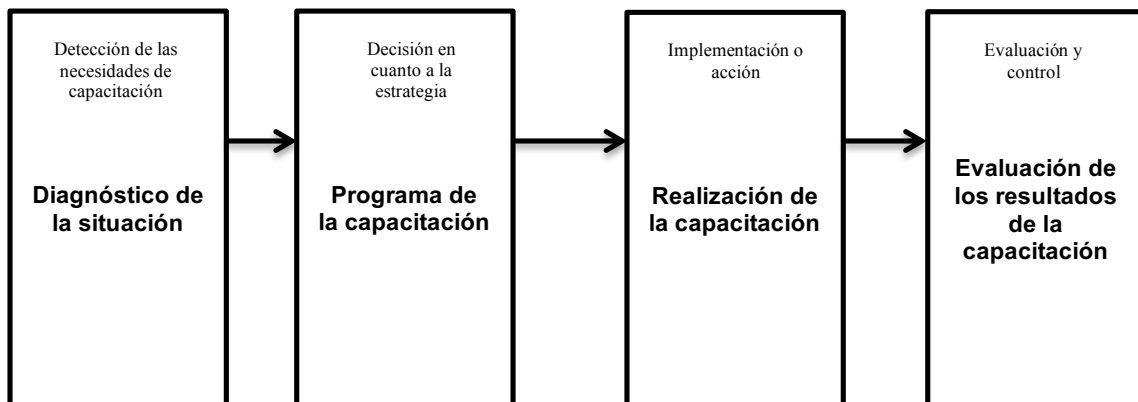 Detección de las
necesidades de
capacitación
Diagnóstico de
la situación
Decisión en
cuanto a la
estrategia
Programa de
la capacitación
Implementación o
acción
Realización de
la capacitación
Evaluación y
control
Evaluación de
los resultados
de la
capacitación